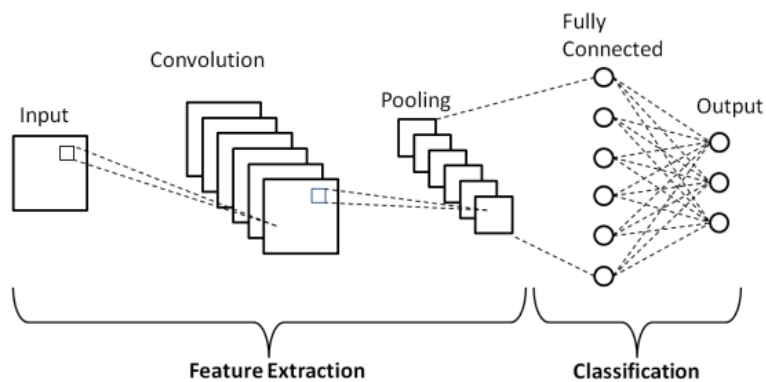 Input
Convolution
Pooling
Fully
Connected
Output
Feature Extraction
Classification